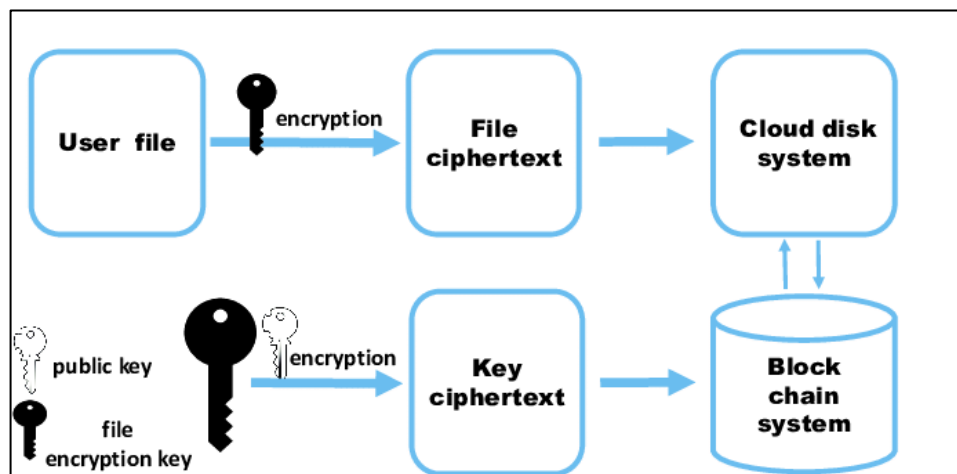 User file
encryption
File
ciphertext
Cloud disk
system
public key
file
encryption key
encryption
Key
ciphertext
Block
chain
system